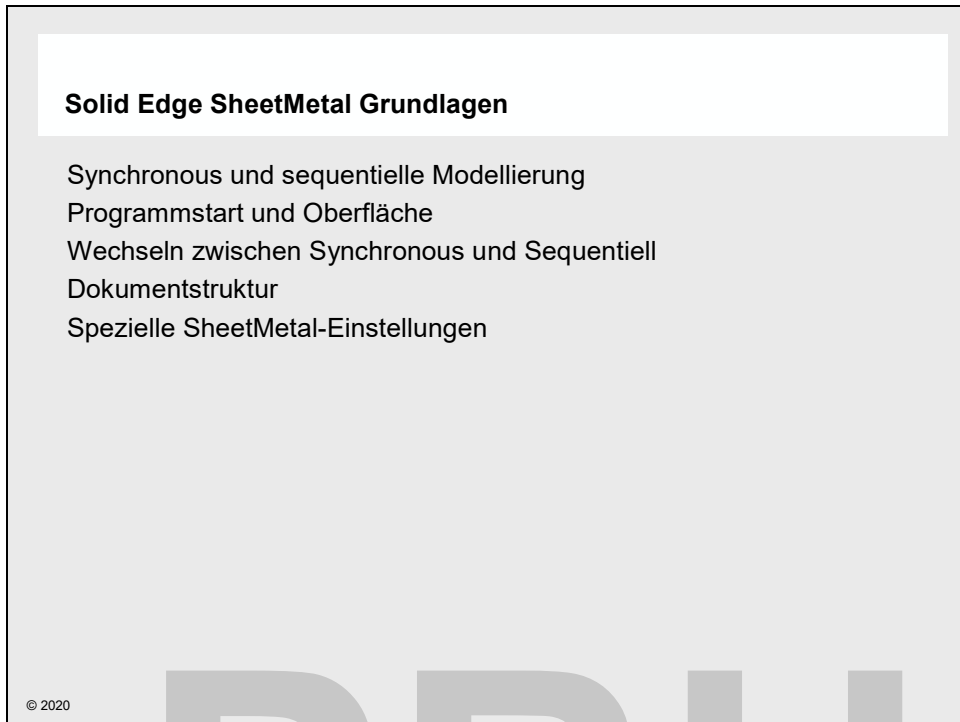 Solid Edge SheetMetal Grundlagen
Synchronous und sequentielle Modellierung
Programmstart und Oberfläche
Wechseln zwischen Synchronous und Sequentiell
Dokumentstruktur
Spezielle SheetMetal-Einstellungen
© 2020